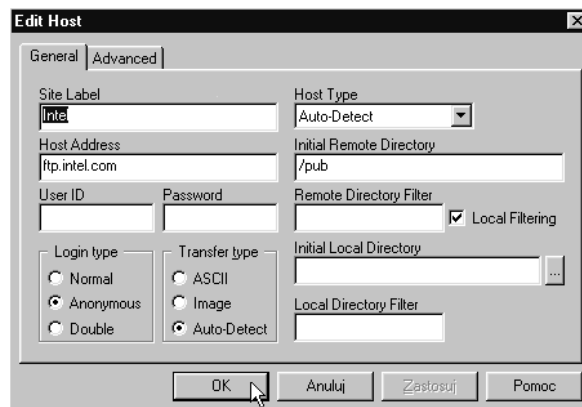 Edit Host
General Advanced
Site Label
Intel
Host Type
Auto-Detect
Host Address
ftp.intel.com
Initial Remote Directory
/pub
User ID Password
Remote Directory Filter
Local Filtering
Login type
Normal
Anonymous
Double
Transfer type
ASCII
Image
Auto-Detect
Initial Local Directory
...
Local Directory Filter
OK Anuluj Zastosuj Pomoc